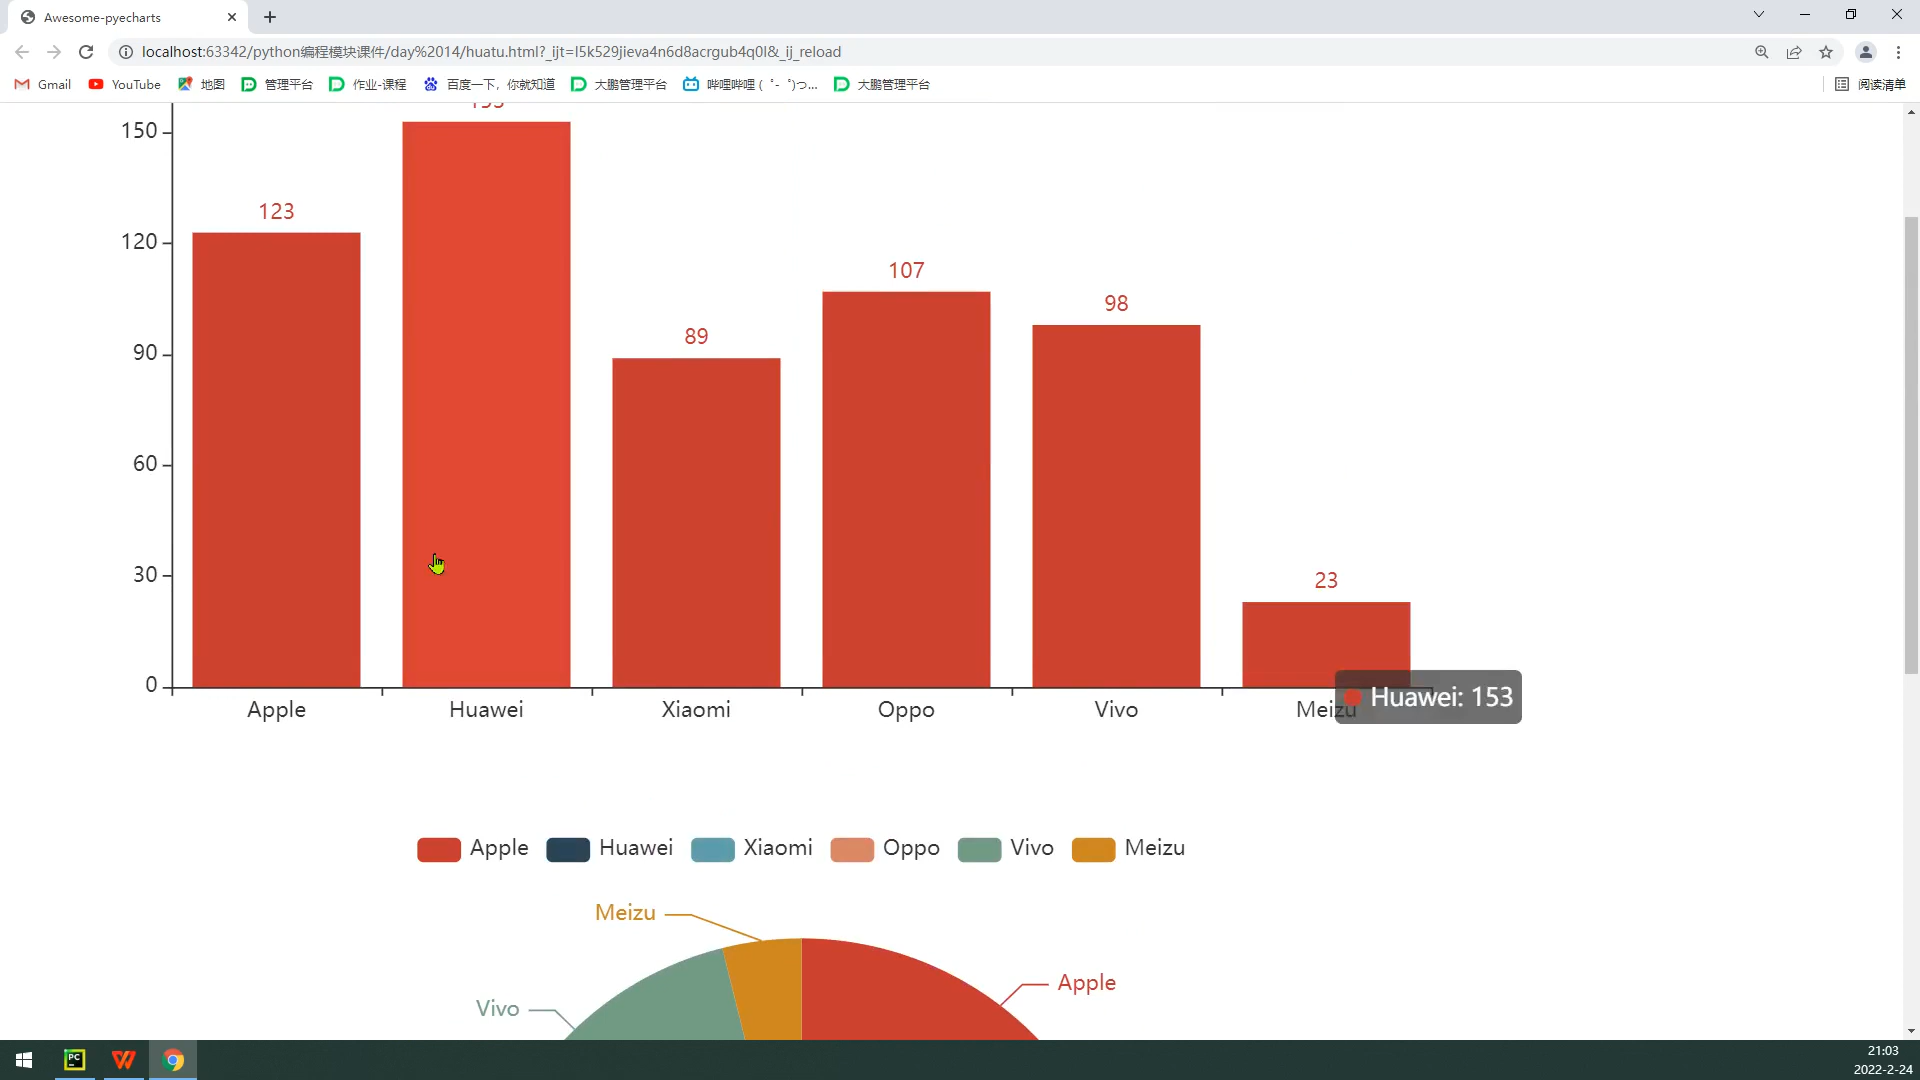 Awesome-pyecharts
localhost:63342/python编程模块课件/day%2014/huatu.html?_ijt=l5k529jieva4n6d8acrgub4q0l&_ij_reload
Gmail YouTube 地图 管理平台 作业-课程 百度一下,你就知道 大鹏管理平台 哔哩哔哩 (゜-゜)つ... 大鹏管理平台 阅读清单
150
153
123
120
107
98
90
89
60
30
23
0
Apple Huawei Xiaomi Oppo Vivo Meizu
Huawei: 153
Apple Huawei Xiaomi Oppo Vivo Meizu
Meizu
Apple
Vivo
PC
21:03
2022-2-24